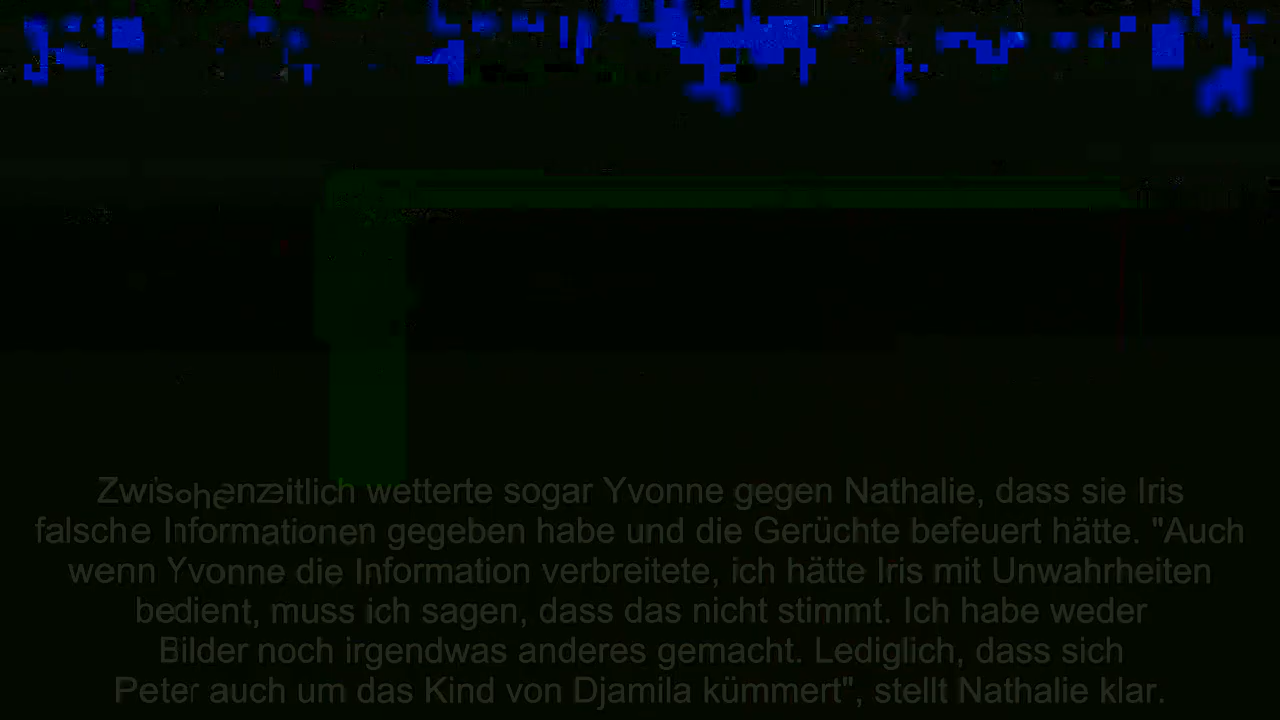 Zwischenzeitlich wetterte sogar Yvonne gegen Nathalie, dass sie Iris
falsche Informationen gegeben habe und die Gerüchte befeuert hätte. "Auch
wenn Yvonne die Information verbreitete, ich hätte Iris mit Unwahrheiten
bedient, muss ich sagen, dass das nicht stimmt. Ich habe weder
Bilder noch irgendwas anderes gemacht. Lediglich, dass sich
Peter auch um das Kind von Djamila kümmert", stellt Nathalie klar.